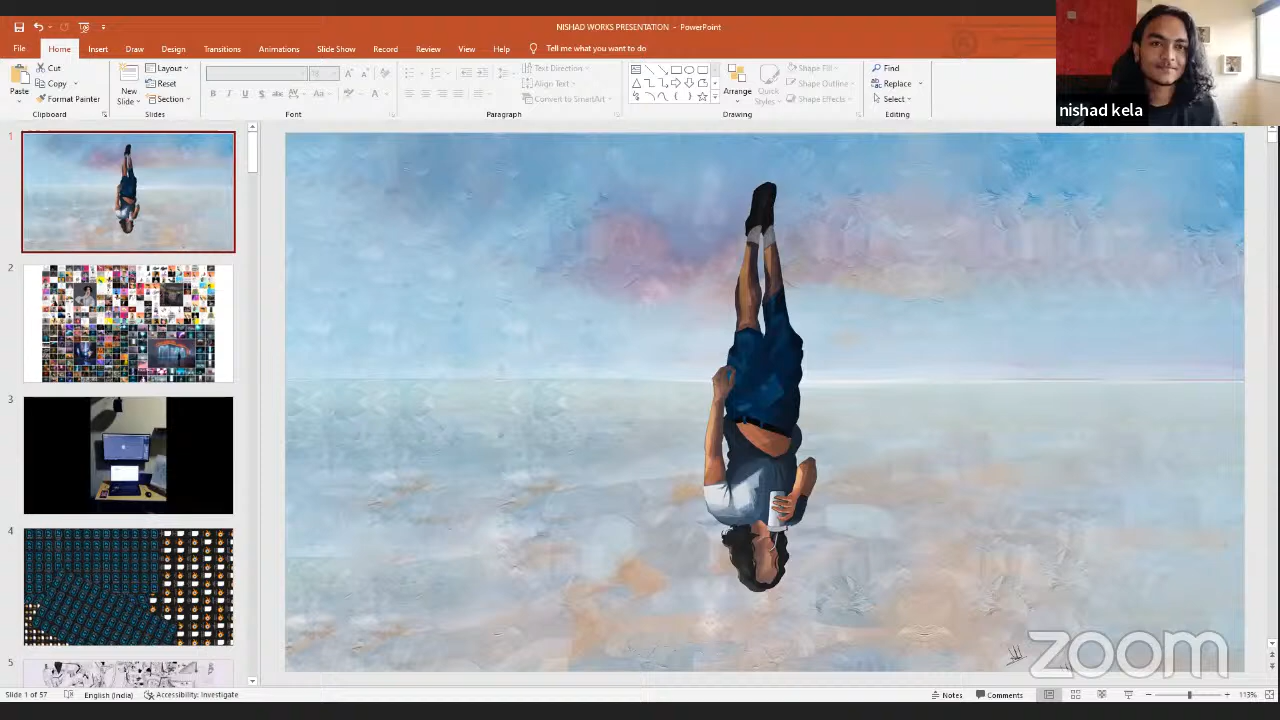 NISHAD WORKS PRESENTATION - PowerPoint
File Home Insert Draw Design Transitions Animations Slide Show Record Review View Help Tell me what you want to do
Paste
Cut
Copy
Format Painter
Clipboard
New Slide
Layout
Reset
Section
Slides
Font
Text Direction
Align Text
Convert to SmartArt
Paragraph
Arrange
Quick Styles
Shape Fill
Shape Outline
Shape Effects
Drawing
Find
Replace
Select
Editing
nishad kela
1
2
3
4
5
zoom
Slide 1 of 57 English (India) Accessibility: Investigate Notes Comments 113%